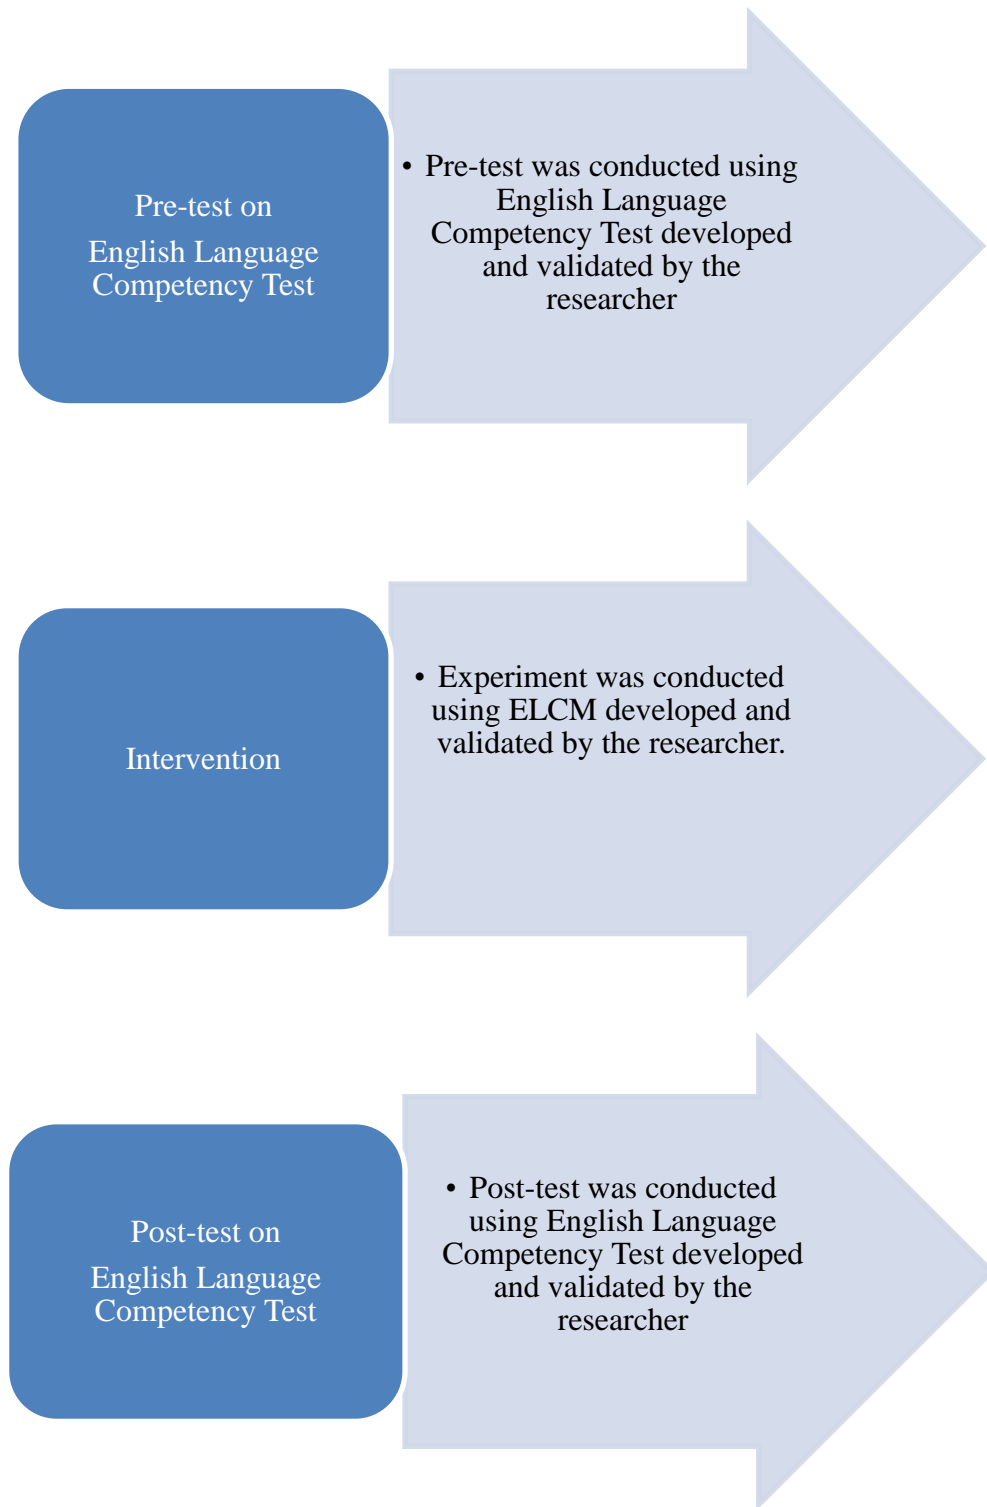 Pre-test on
English Language
Competency Test
• Pre-test was conducted using
English Language
Competency Test developed
and validated by the
researcher
Intervention
• Experiment was conducted
using ELCM developed and
validated by the researcher.
Post-test on
English Language
Competency Test
• Post-test was conducted
using English Language
Competency Test developed
and validated by the
researcher